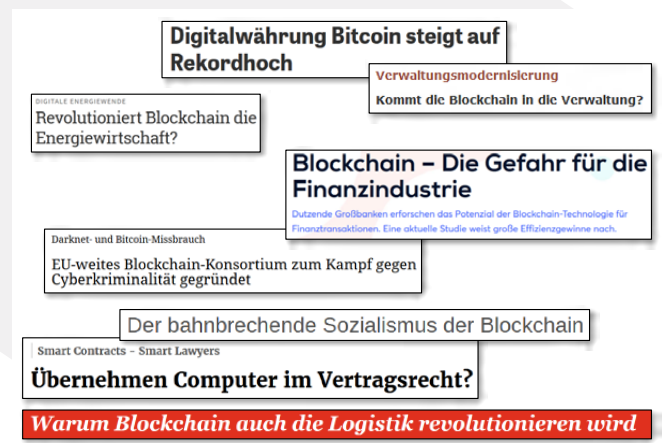 Digitalwährung Bitcoin steigt auf
Rekordhoch
Verwaltungsmodernisierung
Kommt die Blockchain in die Verwaltung?
DIGITALE ENERGIEWENDE
Revolutioniert Blockchain die
Energiewirtschaft?
Blockchain – Die Gefahr für die
Finanzindustrie
Dutzende Großbanken erforschen das Potenzial der Blockchain-Technologie für
Finanztransaktionen. Eine aktuelle Studie weist große Effizienzgewinne nach.
Darknet- und Bitcoin-Missbrauch
EU-weites Blockchain-Konsortium zum Kampf gegen
Cyberkriminalität gegründet
Der bahnbrechende Sozialismus der Blockchain
Smart Contracts - Smart Lawyers
Übernehmen Computer im Vertragsrecht?
Warum Blockchain auch die Logistik revolutionieren wird